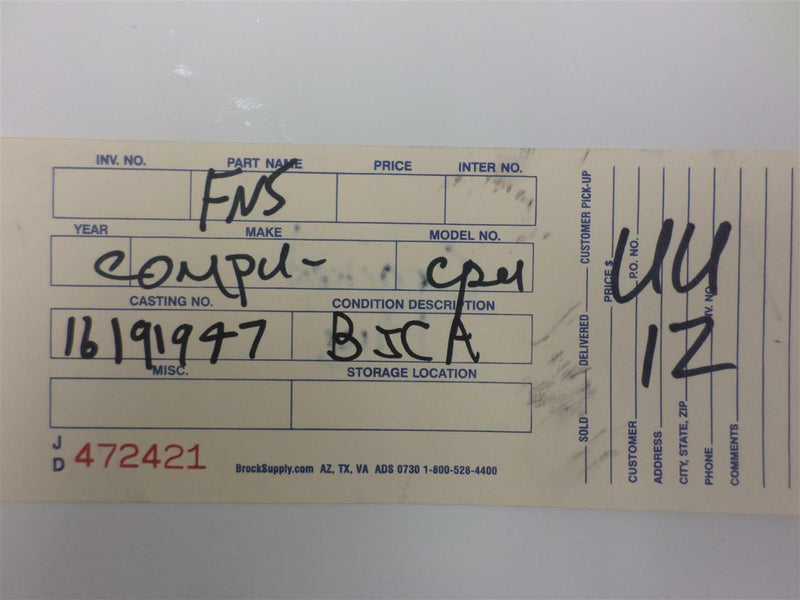 INV. NO. PART NAME PRICE INTER NO.
FNS
YEAR MAKE MODEL NO.
COMPU- CPU
CASTING NO. CONDITION DESCRIPTION
16191947 BJCA
MISC. STORAGE LOCATION
JD 472421
BrockSupply.com AZ, TX, VA ADS 0730 1-800-528-4400
SOLD DELIVERED CUSTOMER PICK-UP
PRICE $
CUSTOMER P.O. NO.
ADDRESS
CITY, STATE, ZIP
PHONE INV. NO.
COMMENTS
44
12